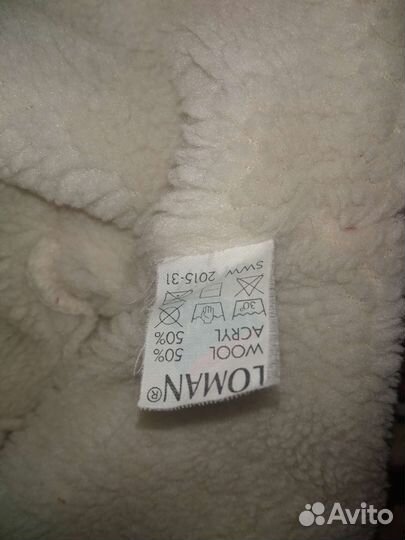 LOMAN®
WOOL 50%
ACRYL 50%
30°
SWW 2015-31
Avito